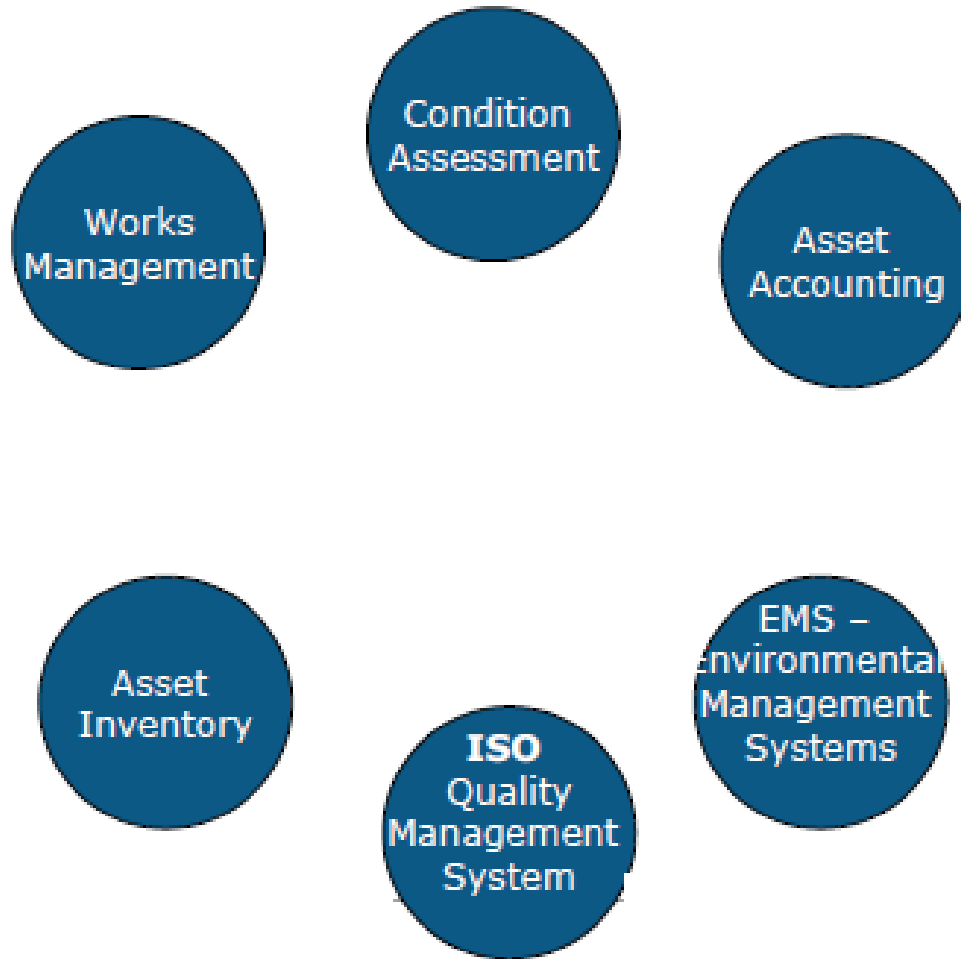 Condition
Assessment
Works
Management
Asset
Accounting
Asset
Inventory
EMS –
Environmental
Management
Systems
ISO
Quality
Management
System